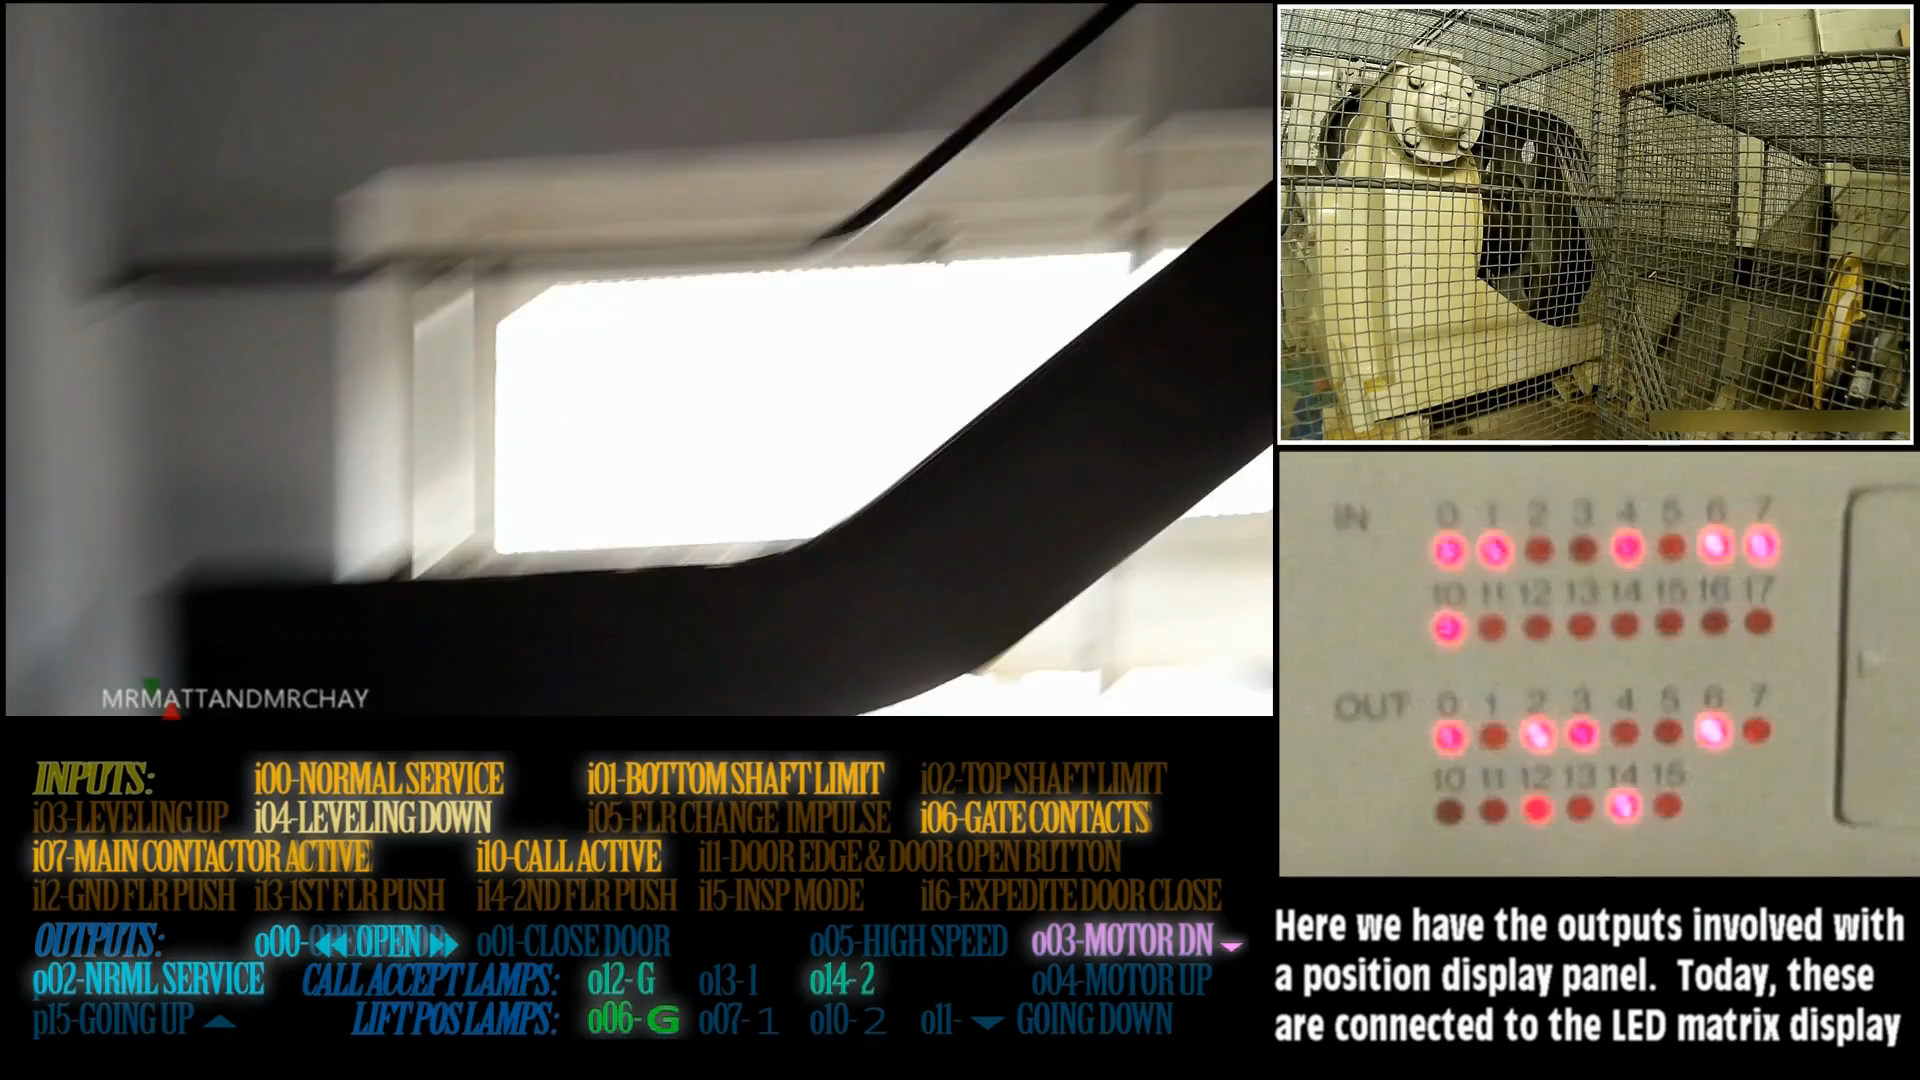 MRMATTANDMRCHAY
IN 0 1 2 3 4 5 6 7
10 11 12 13 14 15 16 17
OUT 0 1 2 3 4 5 6 7
10 11 12 13 14 15
INPUTS: i00-NORMAL SERVICE i01-BOTTOM SHAFT LIMIT i02-TOP SHAFT LIMIT
i03-LEVELING UP i04-LEVELING DOWN i05-FLR CHANGE IMPULSE i06-GATE CONTACTS
i07-MAIN CONTACTOR ACTIVE i10-CALL ACTIVE i11-DOOR EDGE & DOOR OPEN BUTTON
i12-GND FLR PUSH i13-1ST FLR PUSH i14-2ND FLR PUSH i15-INSP MODE i16-EXPEDITE DOOR CLOSE
OUTPUTS: o00-OPEN o01-CLOSE DOOR o05-HIGH SPEED o03-MOTOR DN
o02-NRML SERVICE CALL ACCEPT LAMPS: o12-G o13-1 o14-2 o04-MOTOR UP
p15-GOING UP LIFT POS LAMPS: o06-G o07-1 o10-2 o11- GOING DOWN
Here we have the outputs involved with
a position display panel. Today, these
are connected to the LED matrix display